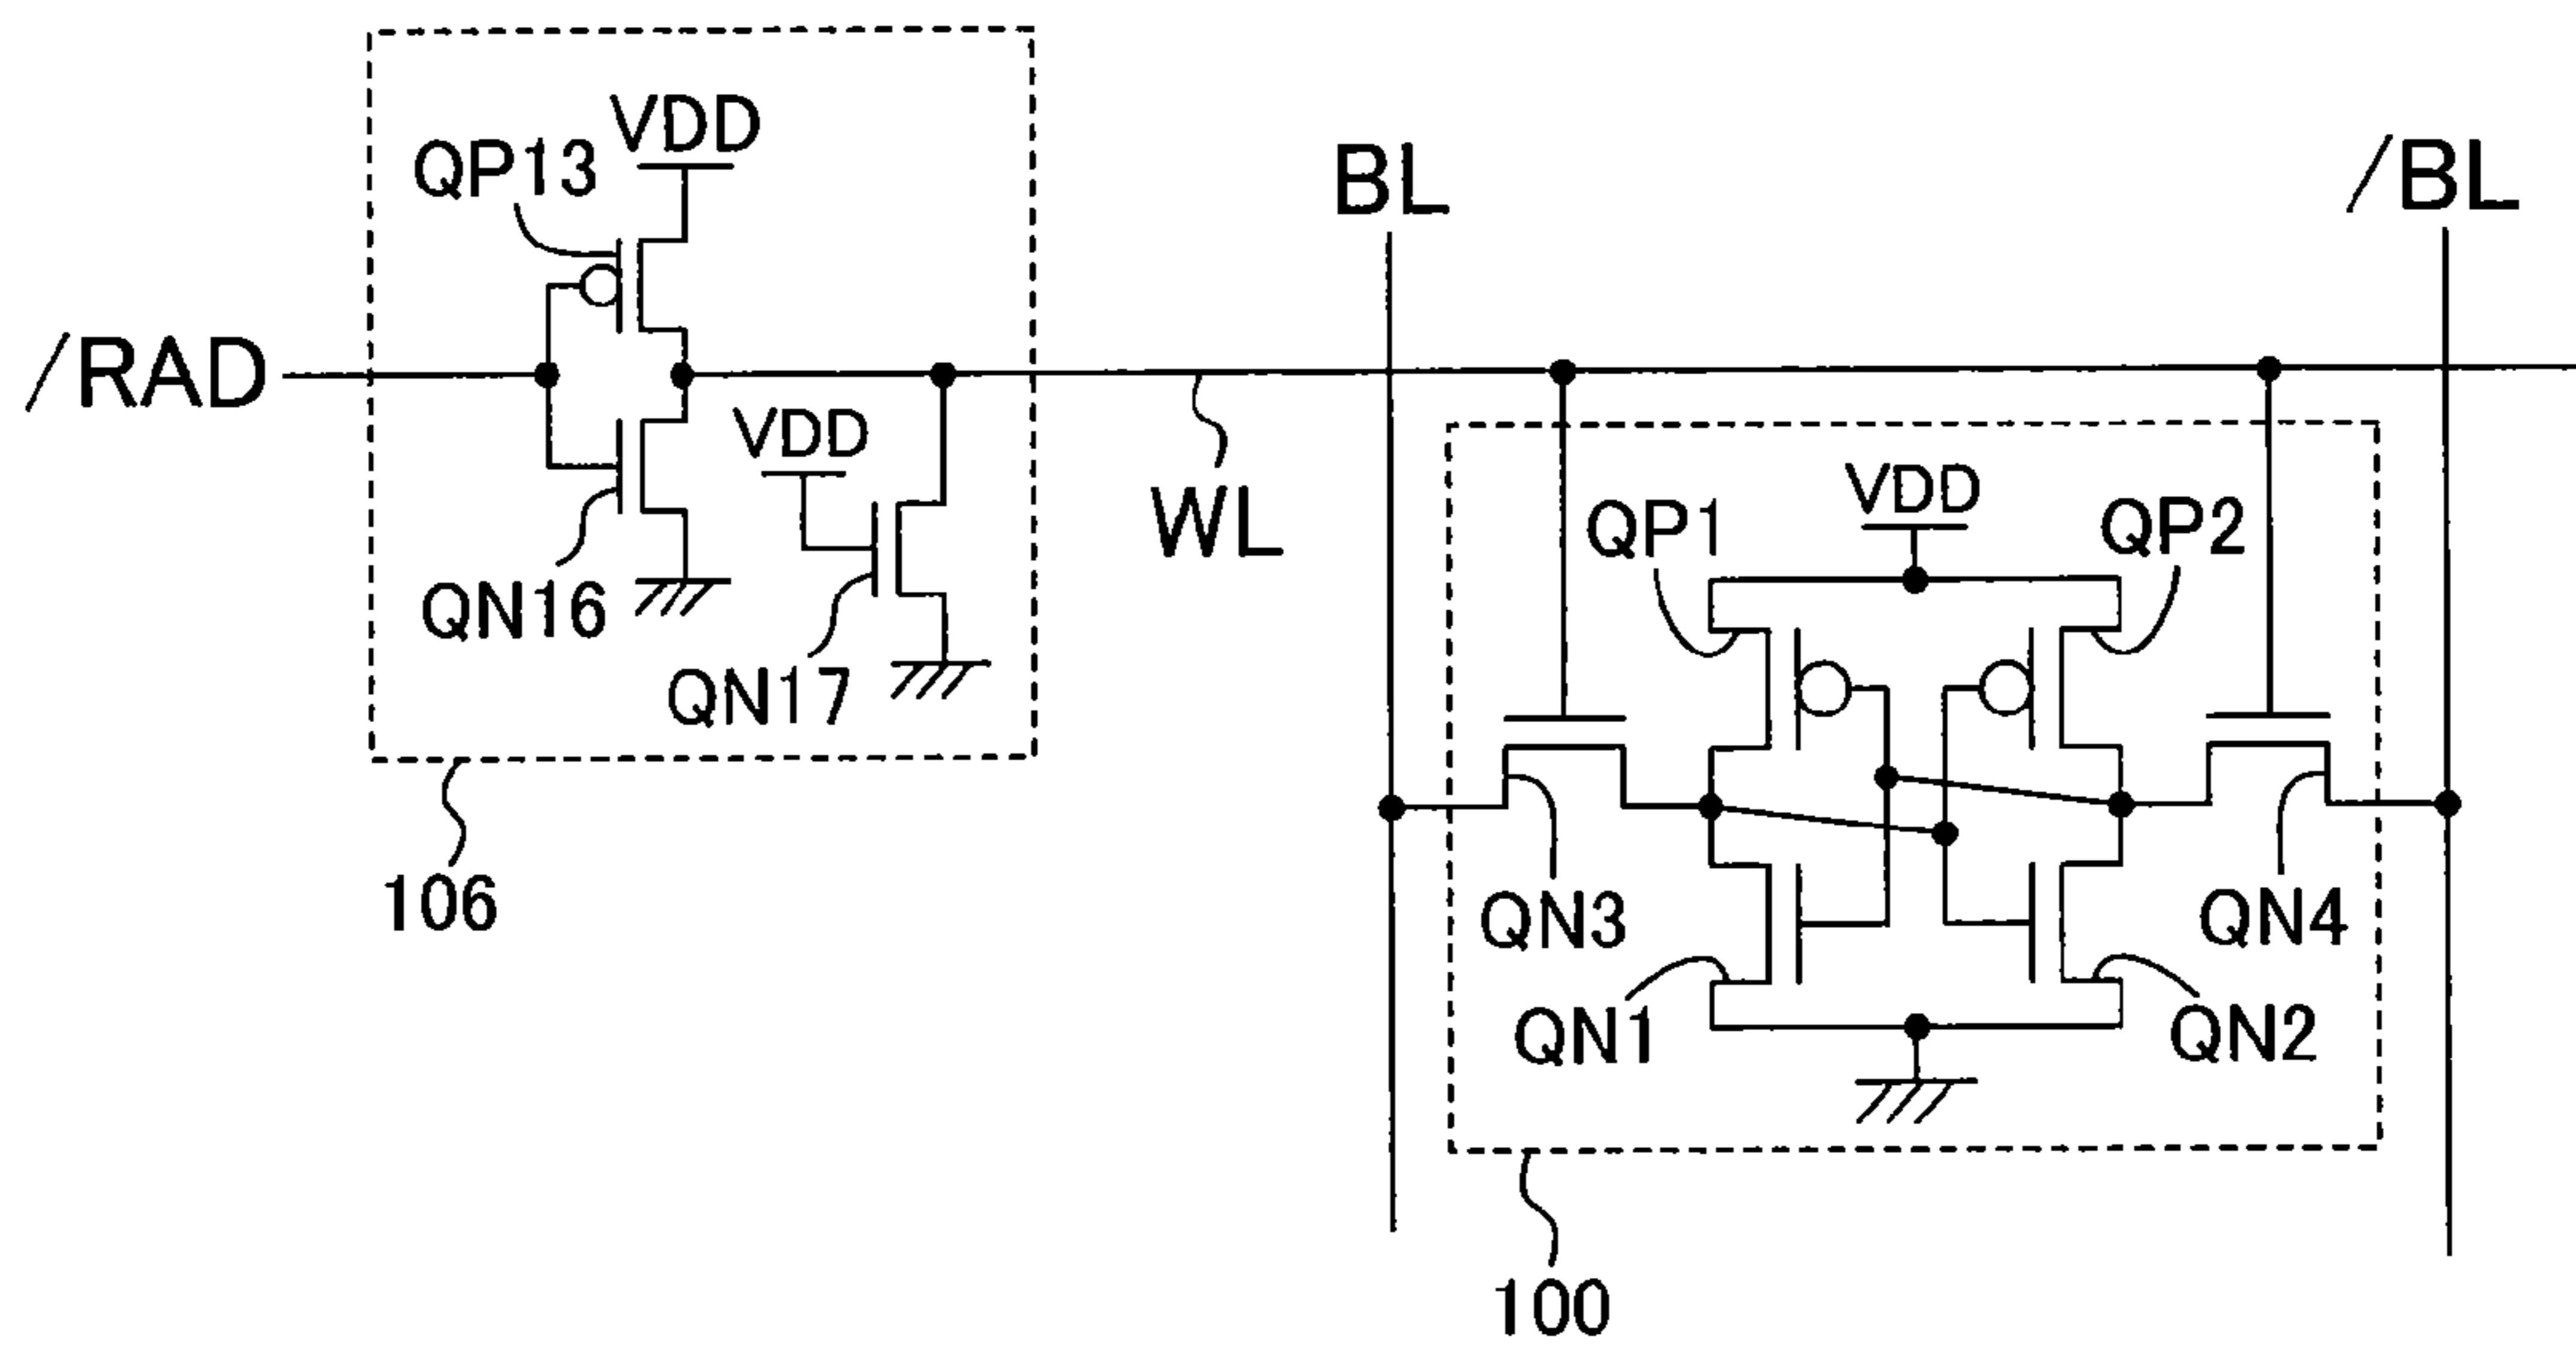 VDD
QP13
BL
/BL
/RAD
VDD
WL
VDD
QP1
QP2
QN16
QN17
106
QN3
QN4
QN1
QN2
100